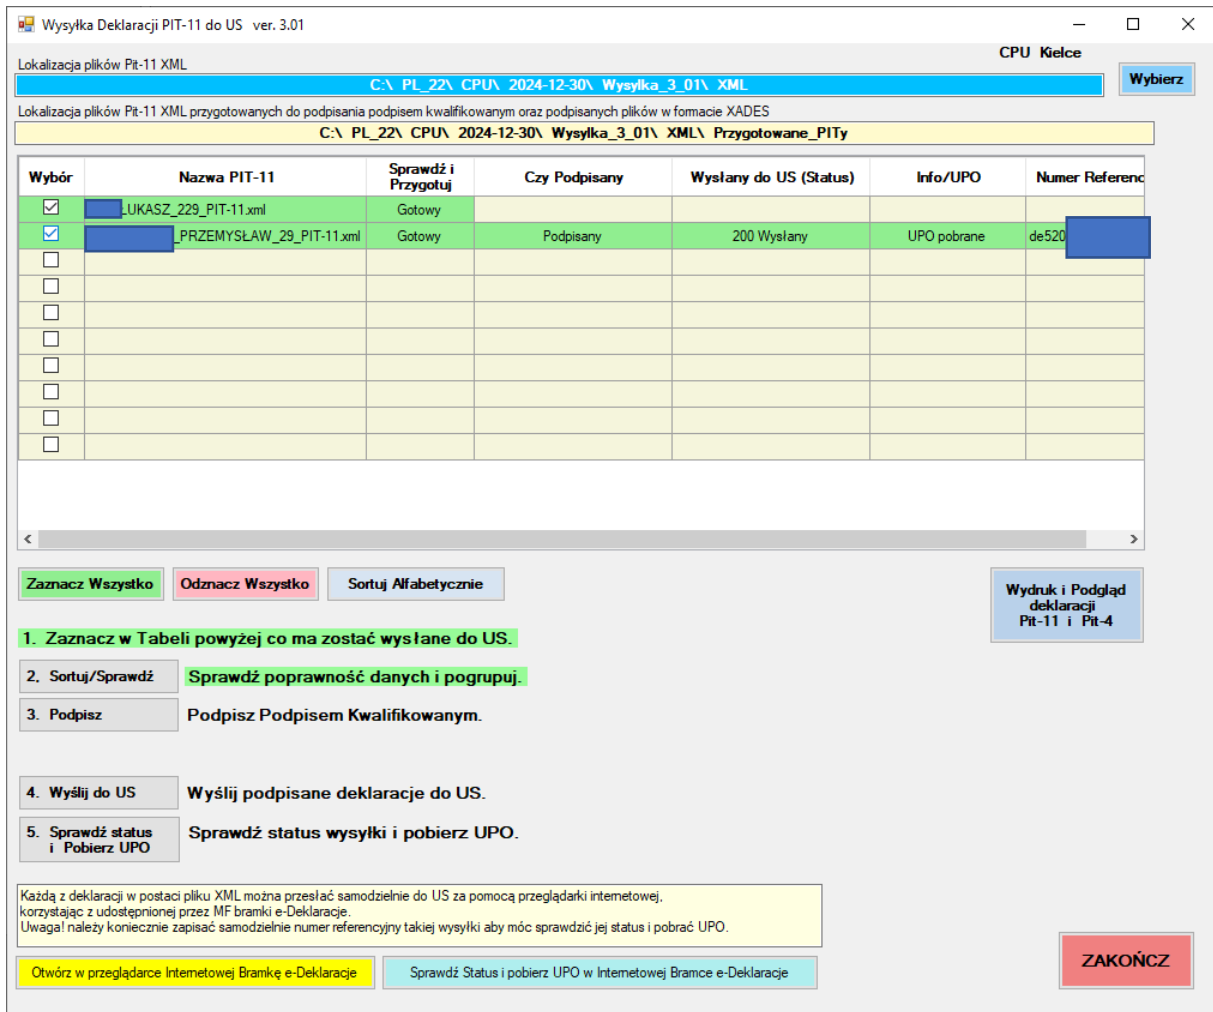 Wysyłka Deklaracji PIT-11 do US ver. 3.01
CPU Kielce
Lokalizacja plików Pit-11 XML
C:\ PL_22\ CPU\ 2024-12-30\ Wysylka_3_01\ XML
Wybierz
Lokalizacja plików Pit-11 XML przygotowanych do podpisania podpisem kwalifikowanym oraz podpisanych plików w formacie XADES
C:\ PL_22\ CPU\ 2024-12-30\ Wysylka_3_01\ XML\ Przygotowane_PITy
Wybór Nazwa PIT-11 Sprawdź i Przygotuj Czy Podpisany Wysłany do US (Status) Info/UPO Numer Referenc
ŁUKASZ_229_PIT-11.xml Gotowy
_PRZEMYSŁAW_29_PIT-11.xml Gotowy Podpisany 200 Wysłany UPO pobrane de520
Zaznacz Wszystko Odznacz Wszystko Sortuj Alfabetycznie
Wydruk i Podgląd
deklaracji
Pit-11 i Pit-4
1. Zaznacz w Tabeli powyżej co ma zostać wysłane do US.
2, Sortuj/Sprawdź Sprawdź poprawność danych i pogrupuj.
3. Podpisz Podpisz Podpisem Kwalifikowanym.
4. Wyślij do US Wyślij podpisane deklaracje do US.
5. Sprawdź status
i Pobierz UPO
Sprawdź status wysyłki i pobierz UPO.
Każdą z deklaracji w postaci pliku XML można przesłać samodzielnie do US za pomocą przeglądarki internetowej,
korzystając z udostępnionej przez MF bramki e-Deklaracje.
Uwaga! należy koniecznie zapisać samodzielnie numer referencyjny takiej wysyłki aby móc sprawdzić jej status i pobrać UPO.
Otwórz w przeglądarce Internetowej Bramkę e-Deklaracje Sprawdź Status i pobierz UPO w Internetowej Bramce e-Deklaracje
ZAKOŃCZ